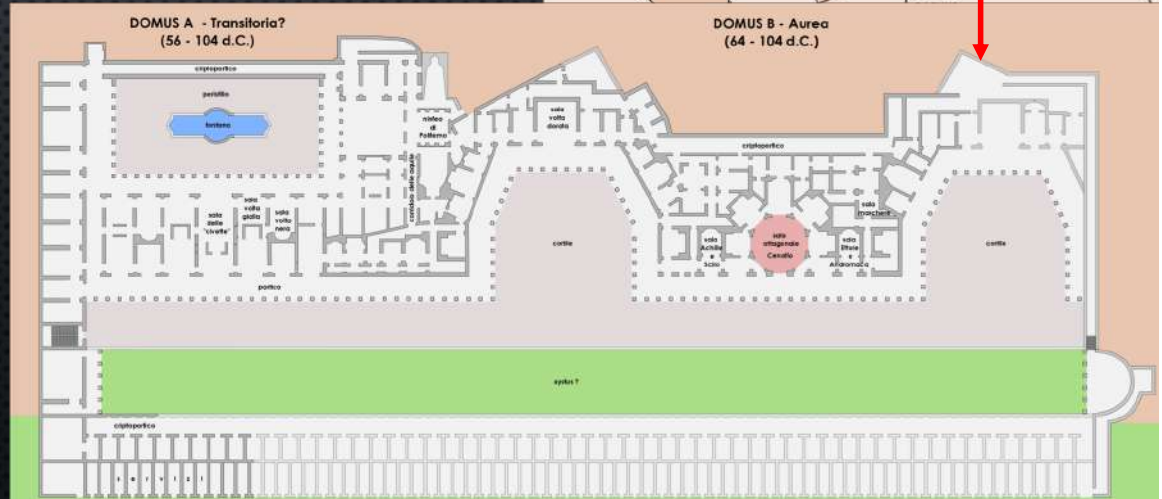 DOMUS A - Transitoria?
(56 - 104 d.C.)
DOMUS B - Aurea
(64 - 104 d.C.)
criptoportico
peristilio
fontana
ninfeo
di
Polifemo
sala
volta
dorata
criptoportico
corridoio delle aquile
sala
delle
"civette"
sala
volta
gialla
sala
volta
nera
cortile
sala
Achille
e
Sciro
sala
ottagonale
Cenatio
sala
Ettore
e
Andromaca
sala
cortile
portico
xystus ?
criptoportico
s e r v i z i